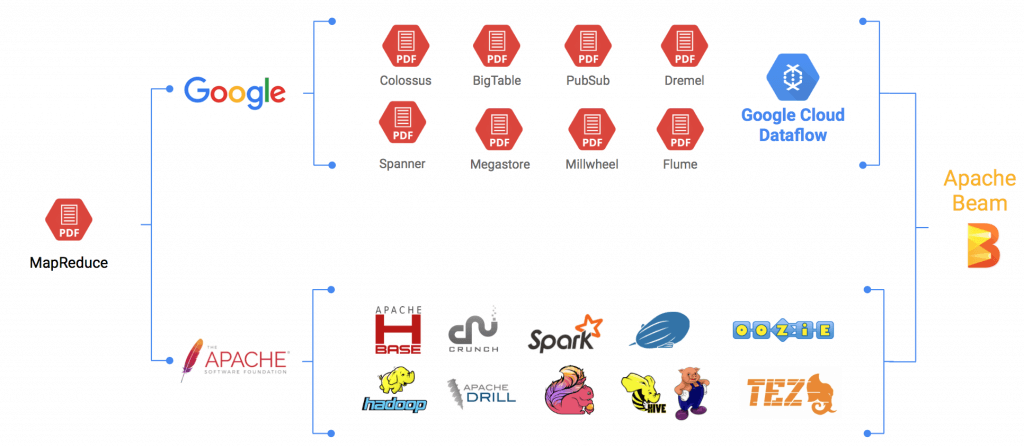 PDF
Colossus
PDF
BigTable
PDF
PubSub
PDF
Dremel
Google
Google Cloud
Dataflow
PDF
Spanner
PDF
Megastore
PDF
Millwheel
PDF
Flume
Apache
Beam
PDF
MapReduce
THE
APACHE
SOFTWARE FOUNDATION
APACHE
H
BASE
CRUNCH
Spark
OOZiE
hadoop
APACHE
DRILL
HIVE
TEZ